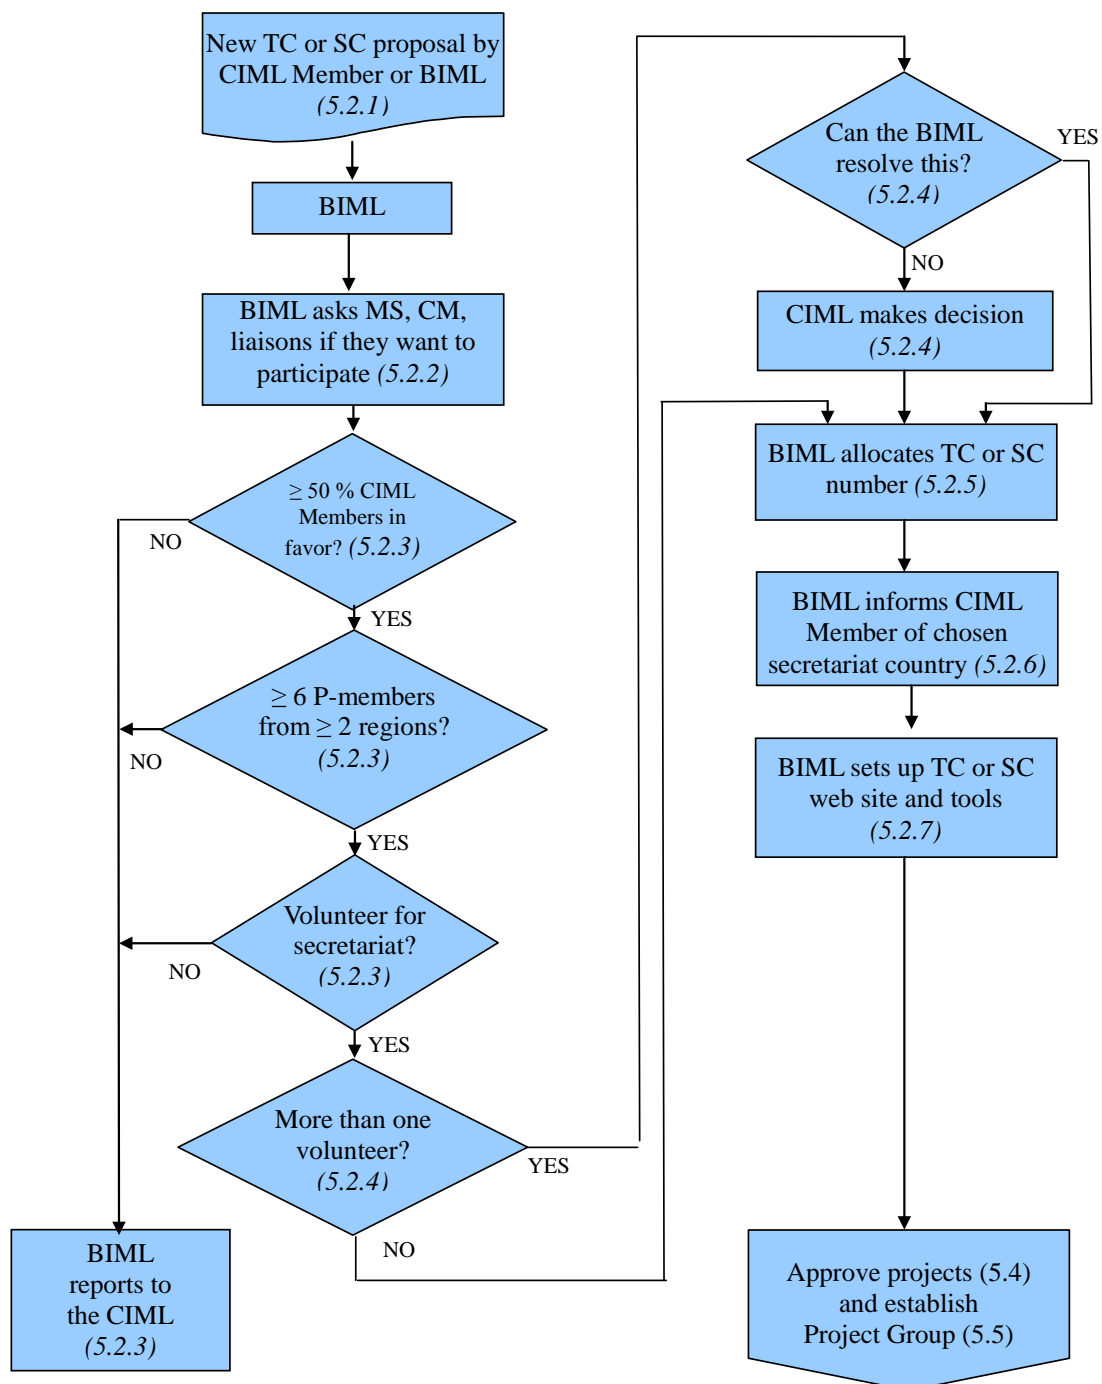 New TC or SC proposal by
CIML Member or BIML
(5.2.1)
BIML
BIML asks MS, CM,
liaisons if they want to
participate (5.2.2)
≥ 50 % CIML
Members in
favor? (5.2.3)
NO
YES
≥ 6 P-members
from ≥ 2 regions?
(5.2.3)
NO
YES
Volunteer for
secretariat?
(5.2.3)
NO
YES
More than one
volunteer?
(5.2.4)
YES
NO
BIML
reports to
the CIML
(5.2.3)
Can the BIML
resolve this?
(5.2.4)
YES
NO
CIML makes decision
(5.2.4)
BIML allocates TC or SC
number (5.2.5)
BIML informs CIML
Member of chosen
secretariat country (5.2.6)
BIML sets up TC or SC
web site and tools
(5.2.7)
Approve projects (5.4)
and establish
Project Group (5.5)